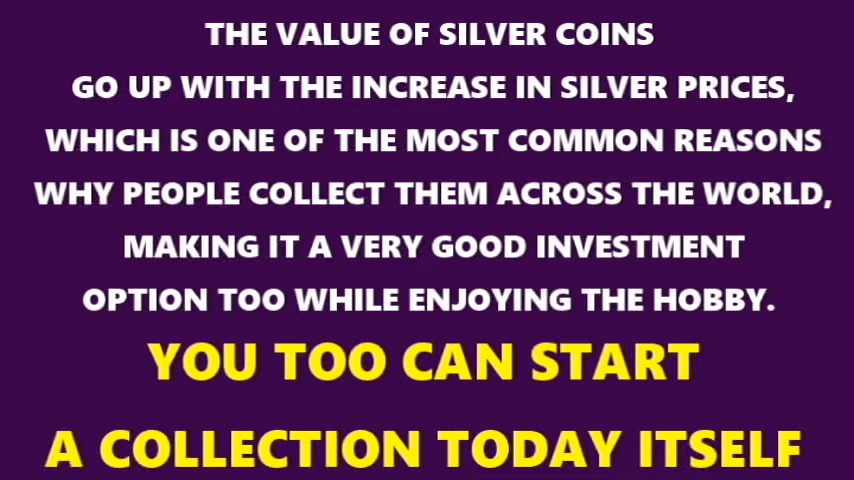 THE VALUE OF SILVER COINS
GO UP WITH THE INCREASE IN SILVER PRICES,
WHICH IS ONE OF THE MOST COMMON REASONS
WHY PEOPLE COLLECT THEM ACROSS THE WORLD,
MAKING IT A VERY GOOD INVESTMENT
OPTION TOO WHILE ENJOYING THE HOBBY.
YOU TOO CAN START
A COLLECTION TODAY ITSELF